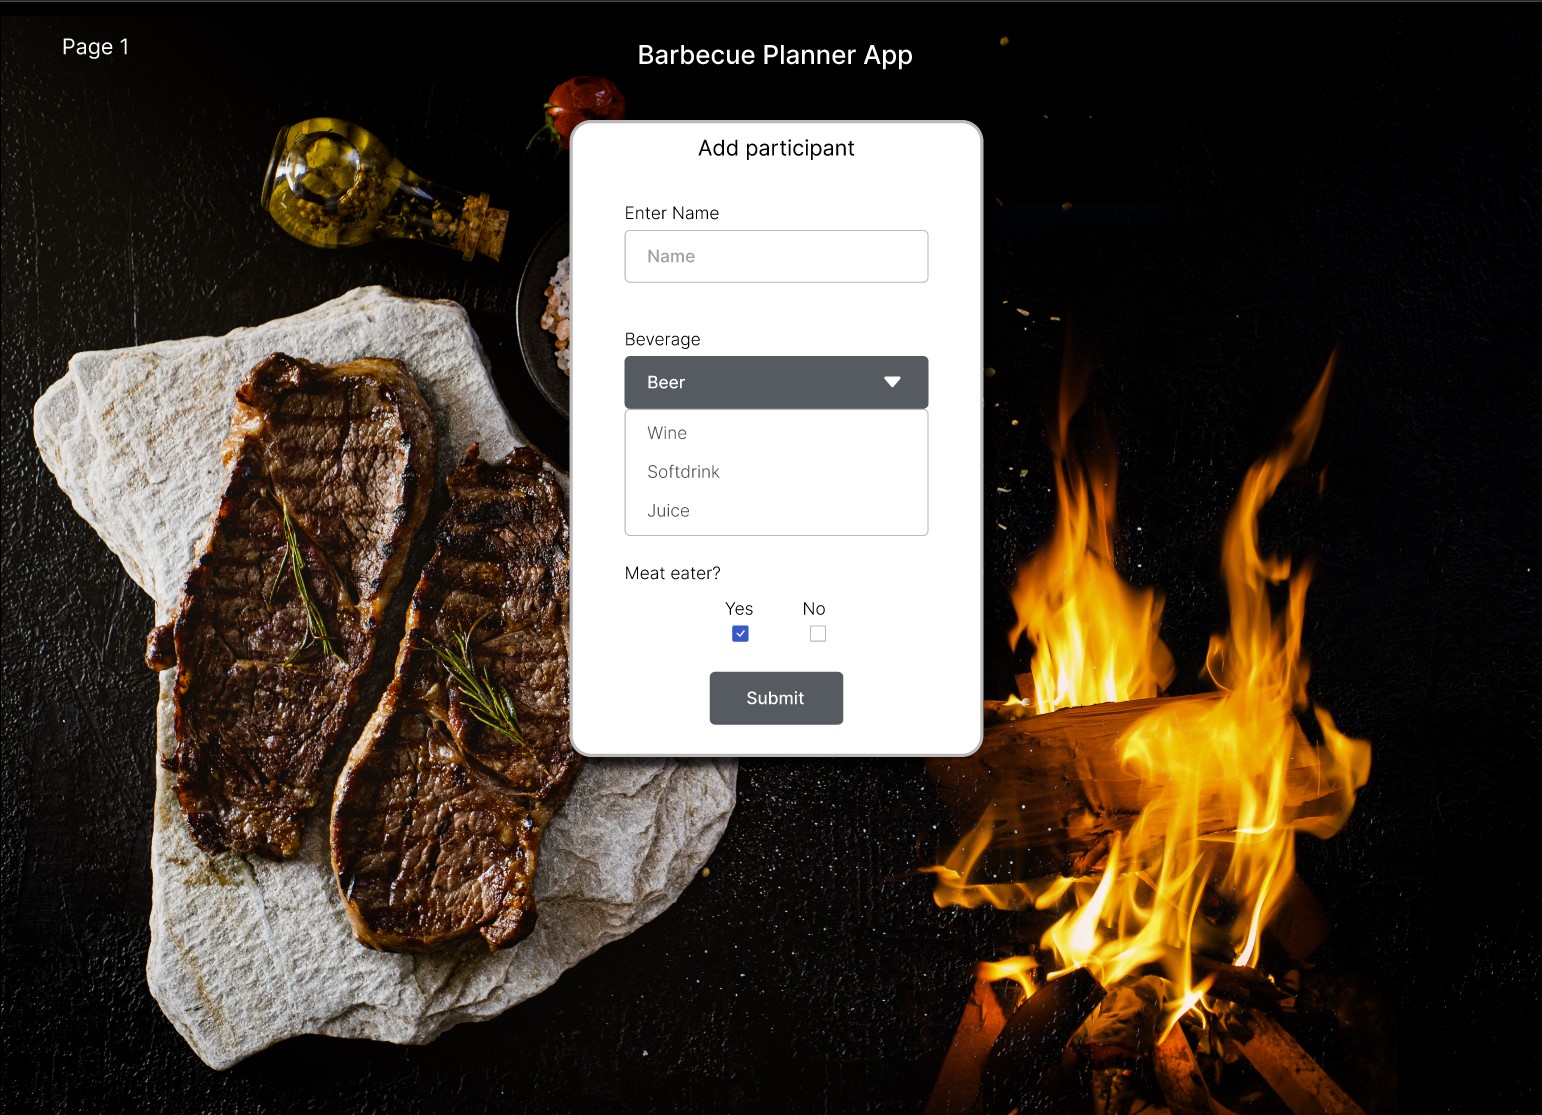 Page 1
Barbecue Planner App
Add participant
Enter Name
Name
Beverage
Beer
Wine
Softdrink
Juice
Meat eater?
Yes No
Submit